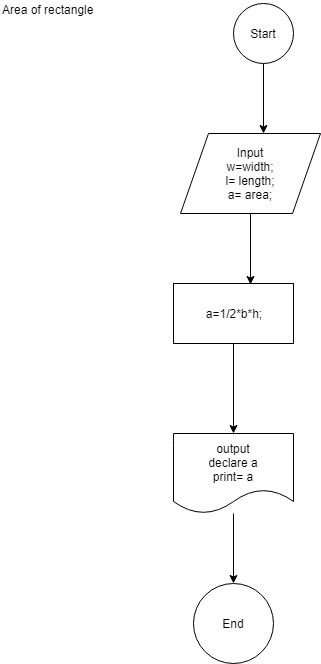 Area of rectangle
Start
Input
w=width;
l= length;
a= area;
a=1/2*b*h;
output
declare a
print= a
End